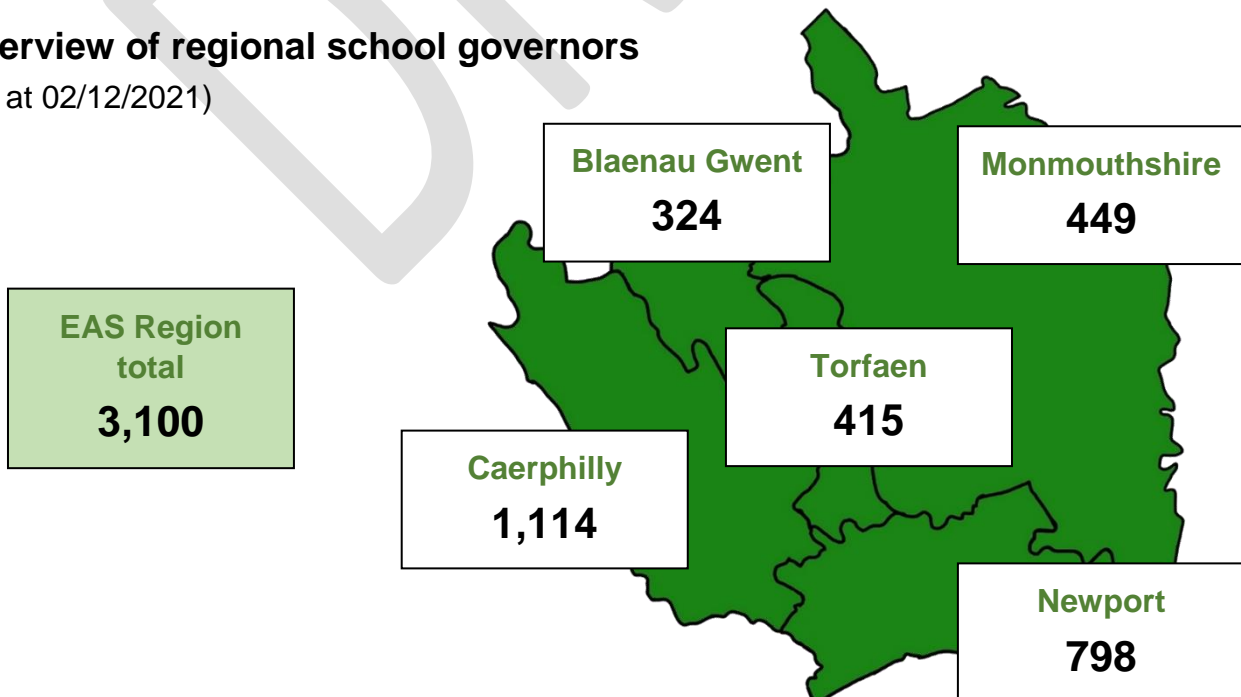 erview of regional school governors
at 02/12/2021)
Blaenau Gwent
324
Monmouthshire
449
EAS Region
total
3,100
Torfaen
415
Caerphilly
1,114
Newport
798